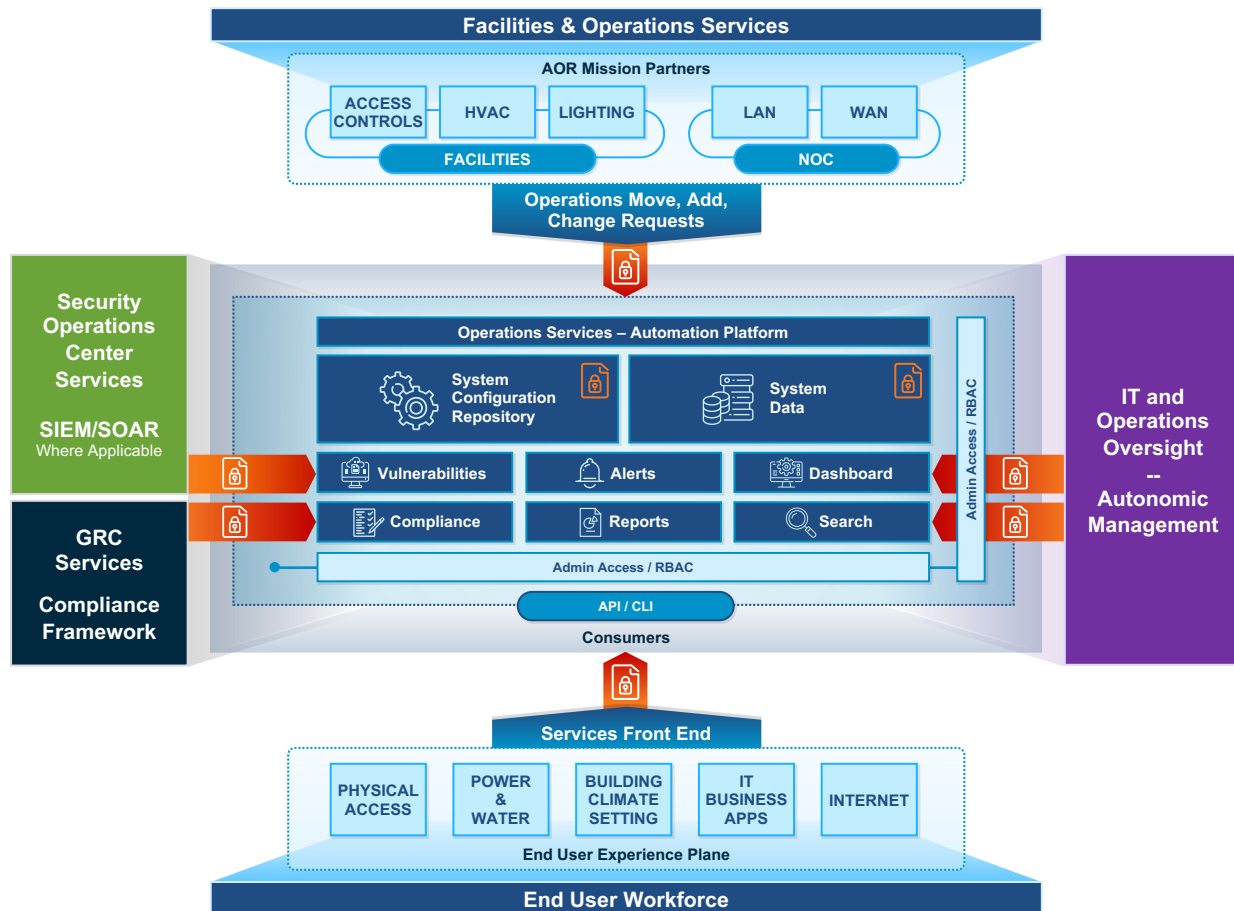 Facilities & Operations Services
AOR Mission Partners
ACCESS
CONTROLS
HVAC
LIGHTING
LAN
WAN
FACILITIES
NOC
Operations Move, Add,
Change Requests
Security
Operations
Center
Services
SIEM/SOAR
Where Applicable
GRC
Services
Compliance
Framework
Operations Services – Automation Platform
System
Configuration
Repository
System
Data
Vulnerabilities
Alerts
Dashboard
Compliance
Reports
Search
Admin Access / RBAC
Admin Access / RBAC
API / CLI
Consumers
IT and
Operations
Oversight
--
Autonomic
Management
Services Front End
PHYSICAL
ACCESS
POWER
&
WATER
BUILDING
CLIMATE
SETTING
IT
BUSINESS
APPS
INTERNET
End User Experience Plane
End User Workforce